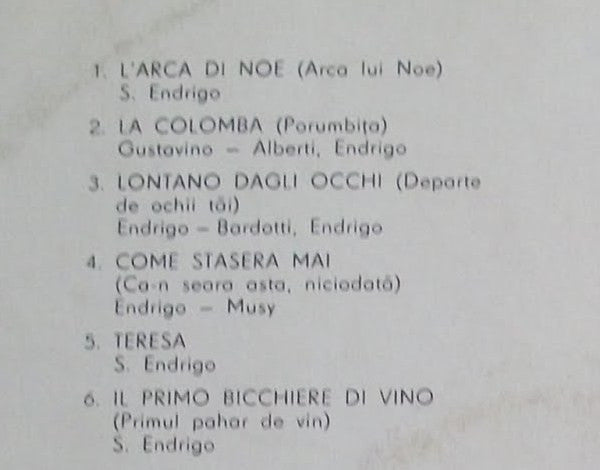 1. L'ARCA DI NOE (Arca lui Noe)
S. Endrigo
2. LA COLOMBA (Porumbița)
Gustavino — Alberti, Endrigo
3. LONTANO DAGLI OCCHI (Departe
de ochii tăi)
Endrigo — Bardotti, Endrigo
4. COME STASERA MAI
(Ca-n seara asta, niciodată)
Endrigo — Musy
5. TERESA
S. Endrigo
6. IL PRIMO BICCHIERE DI VINO
(Primul pahar de vin)
S. Endrigo